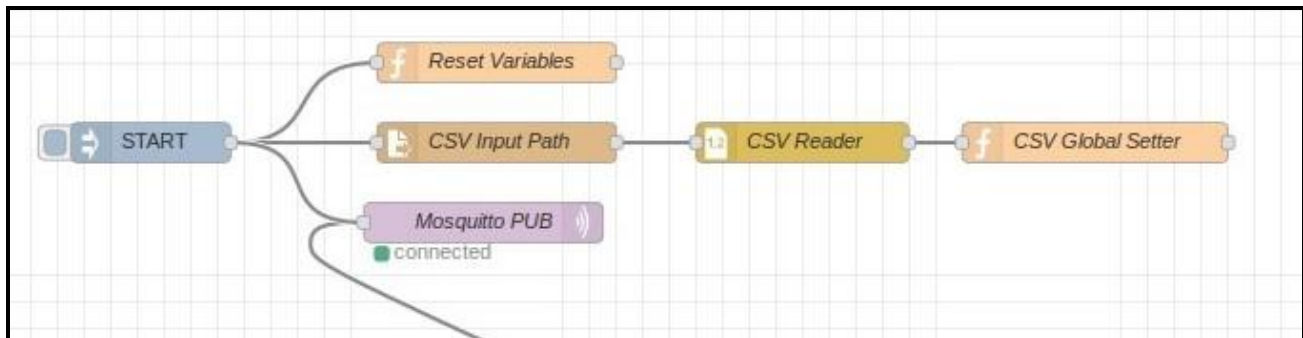 Reset Variables
START
CSV Input Path
1,2
CSV Reader
CSV Global Setter
Mosquitto PUB
connected